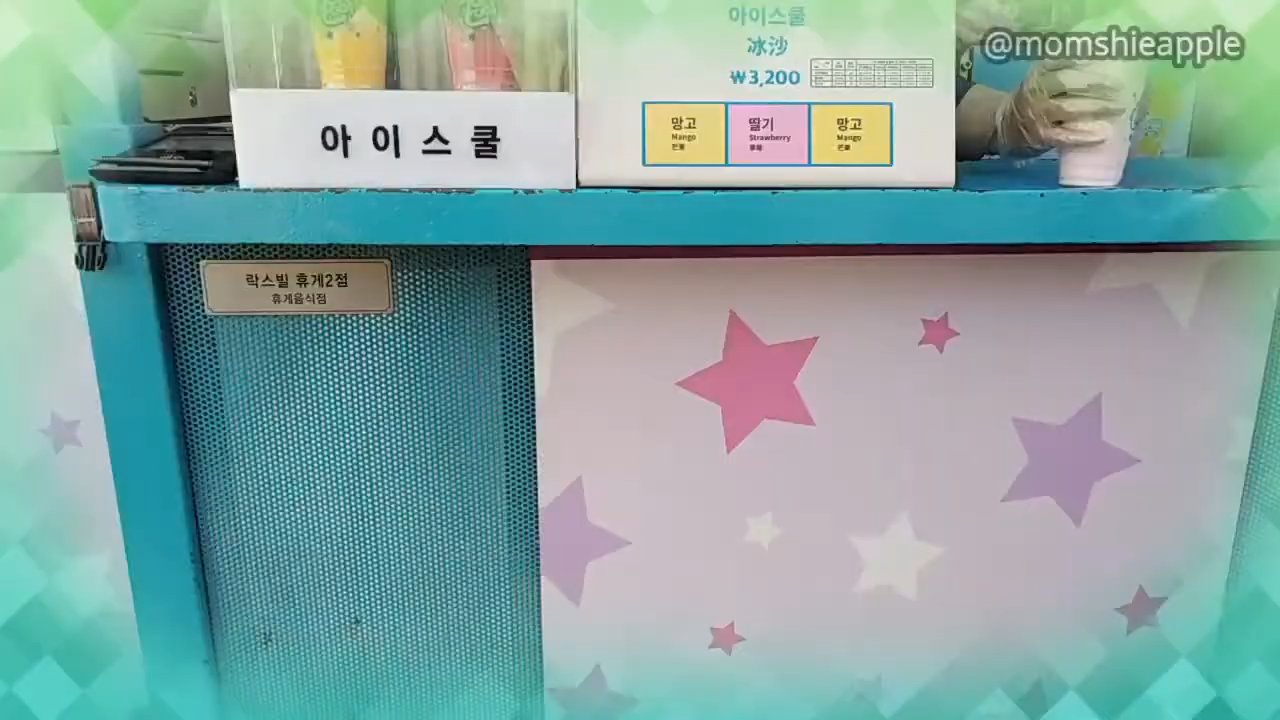 @momshieapple
아이스쿨
冰沙
₩3,200
망고
Mango
芒果
딸기
Strawberry
草莓
망고
Mango
芒果
아이스쿨
락스빌 휴게2점
휴게음식점